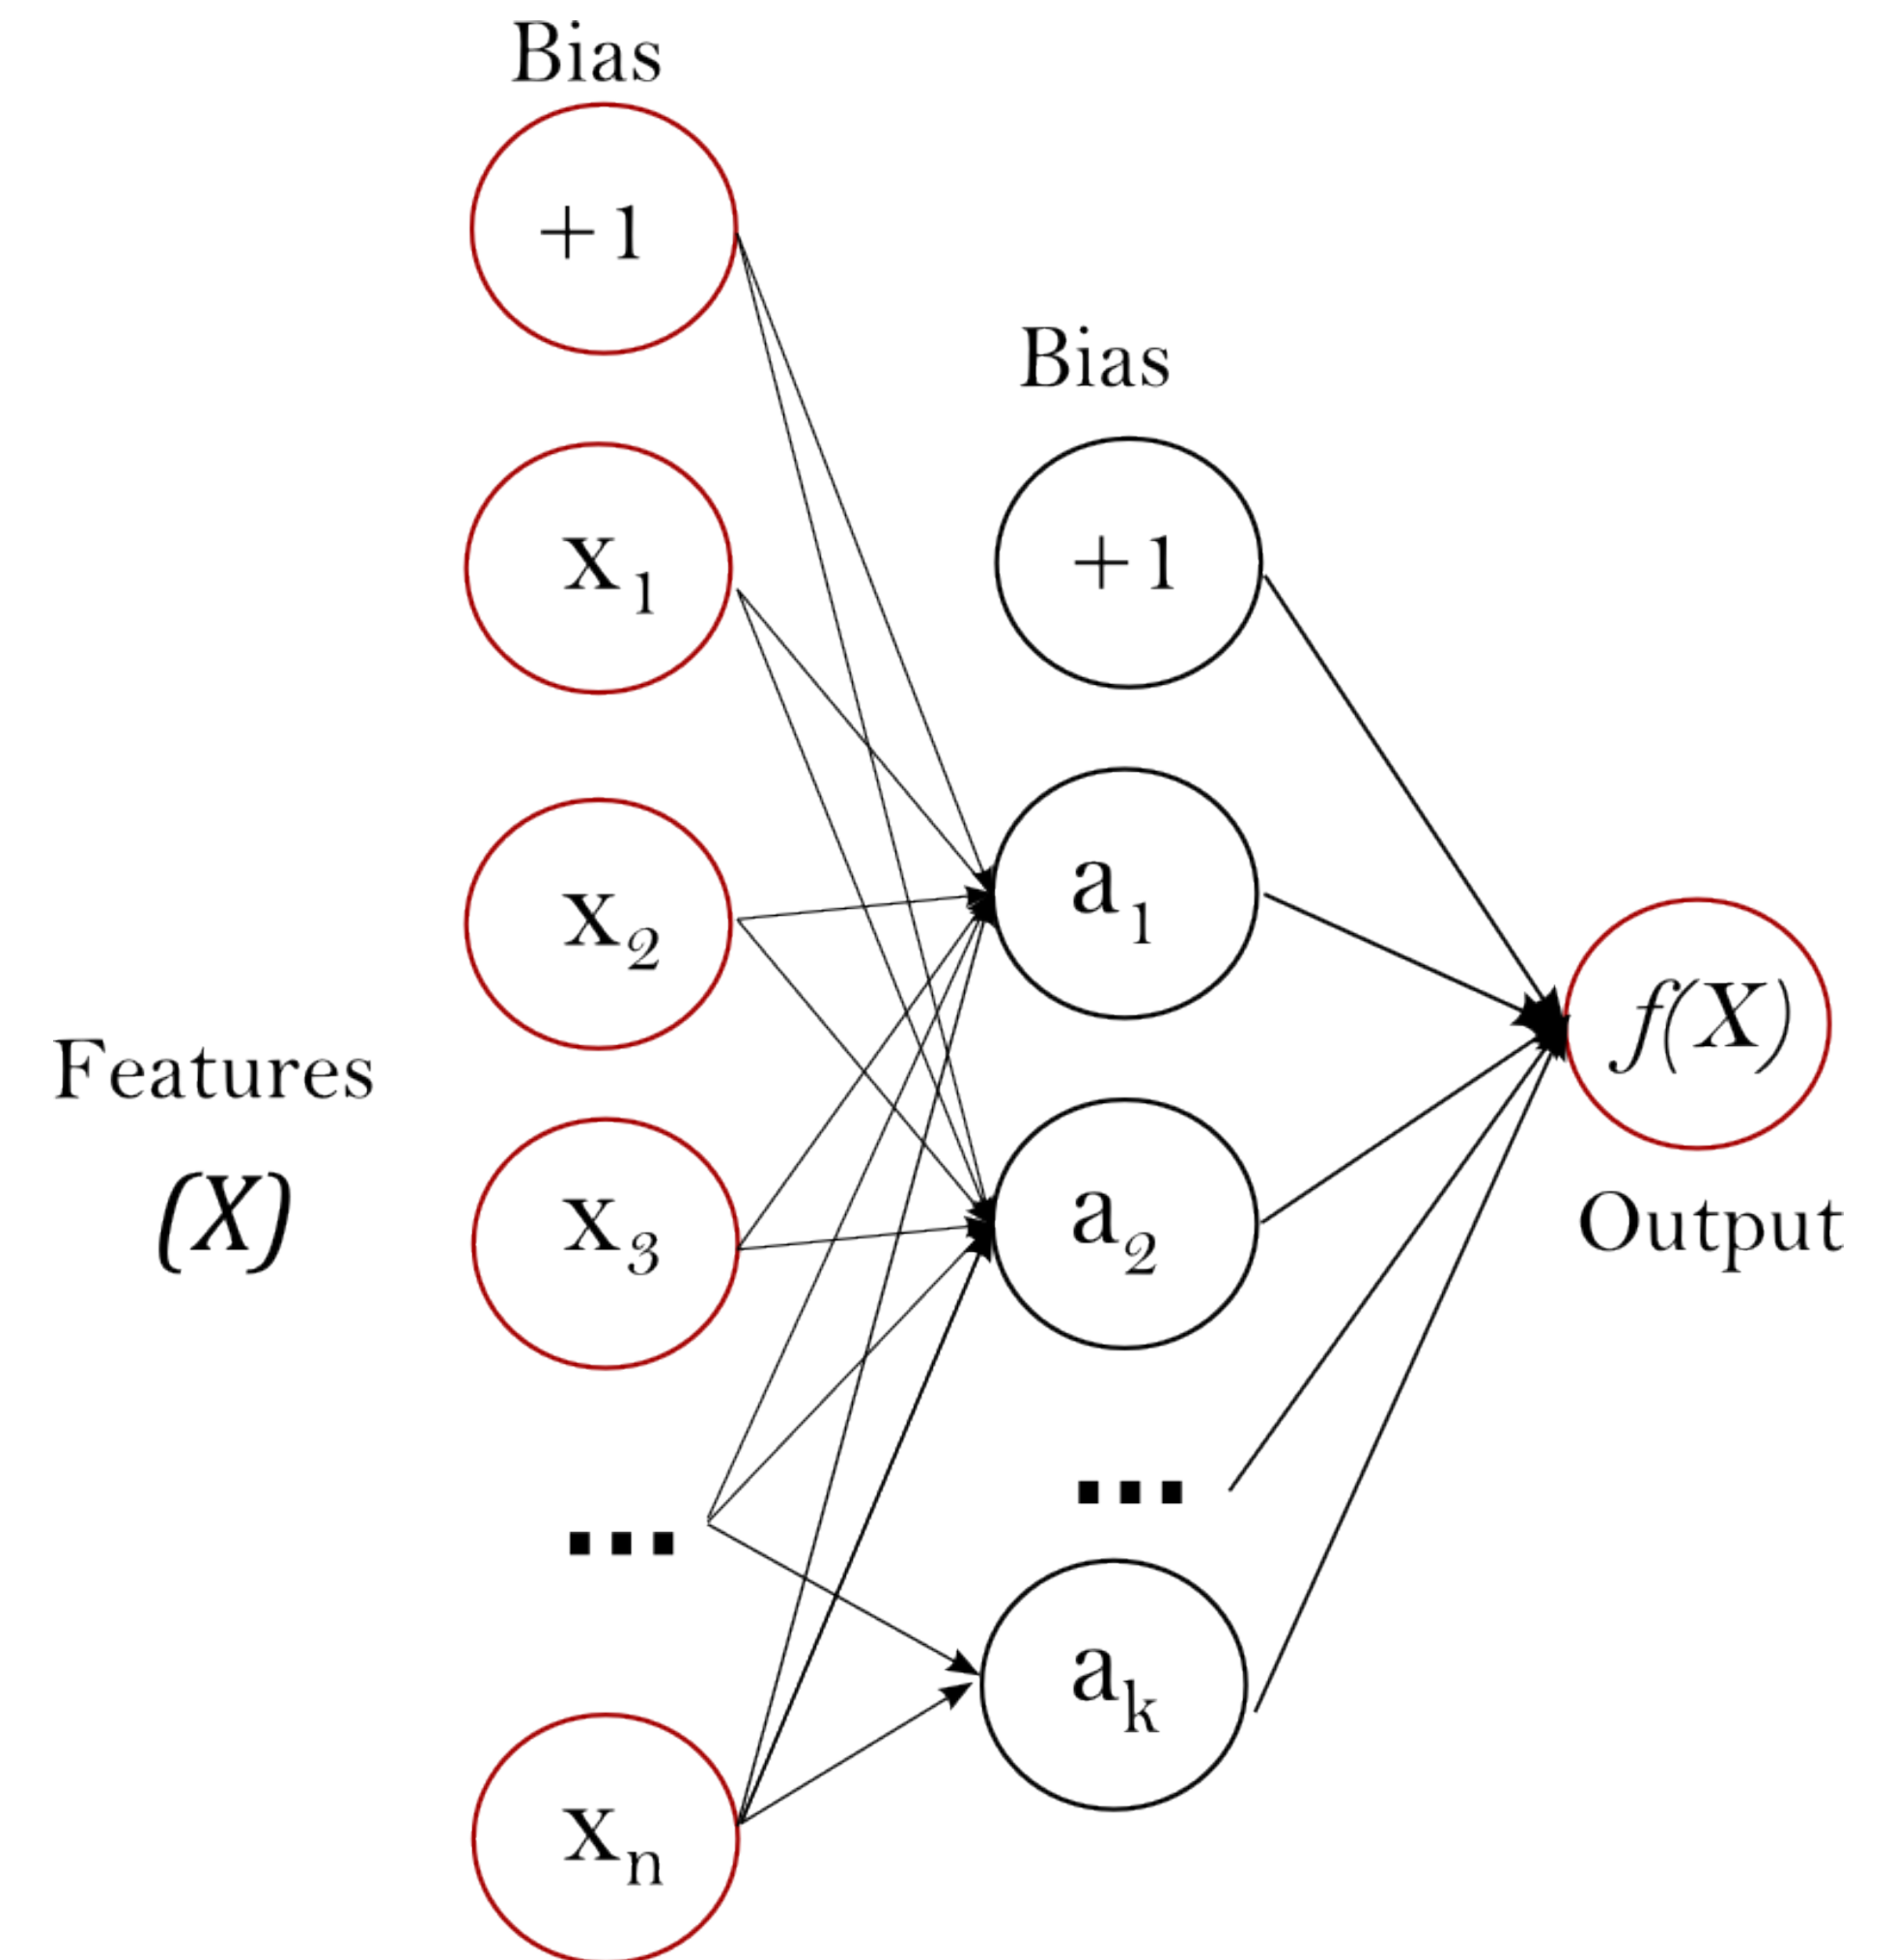 Bias
+1
x1
x2
x3
...
xn
Features
(X)
Bias
+1
a1
a2
...
ak
f(X)
Output